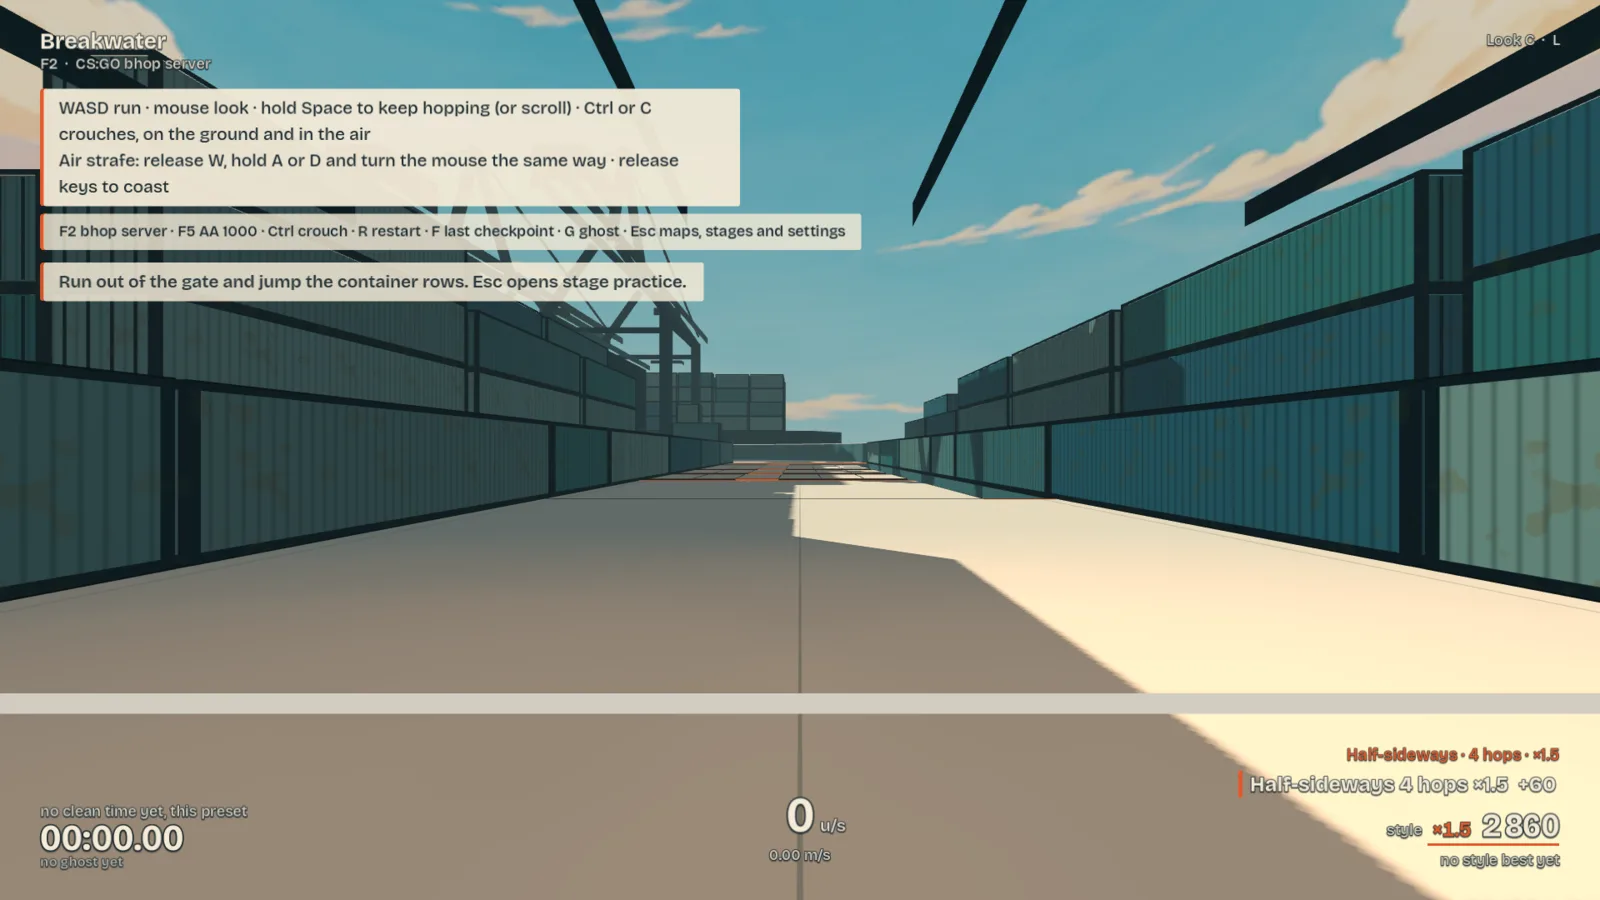 Breakwater
F2 · CS:GO bhop server
Look C · L
WASD run · mouse look · hold Space to keep hopping (or scroll) · Ctrl or C
crouches, on the ground and in the air
Air strafe: release W, hold A or D and turn the mouse the same way · release
keys to coast
F2 bhop server · F5 AA 1000 · Ctrl crouch · R restart · F last checkpoint · G ghost · Esc maps, stages and settings
Run out of the gate and jump the container rows. Esc opens stage practice.
no clean time yet, this preset
00:00.00
no ghost yet
0 u/s
0.00 m/s
Half-sideways · 4 hops · ×1.5
Half-sideways 4 hops ×1.5 +60
style ×1.5 2860
no style best yet